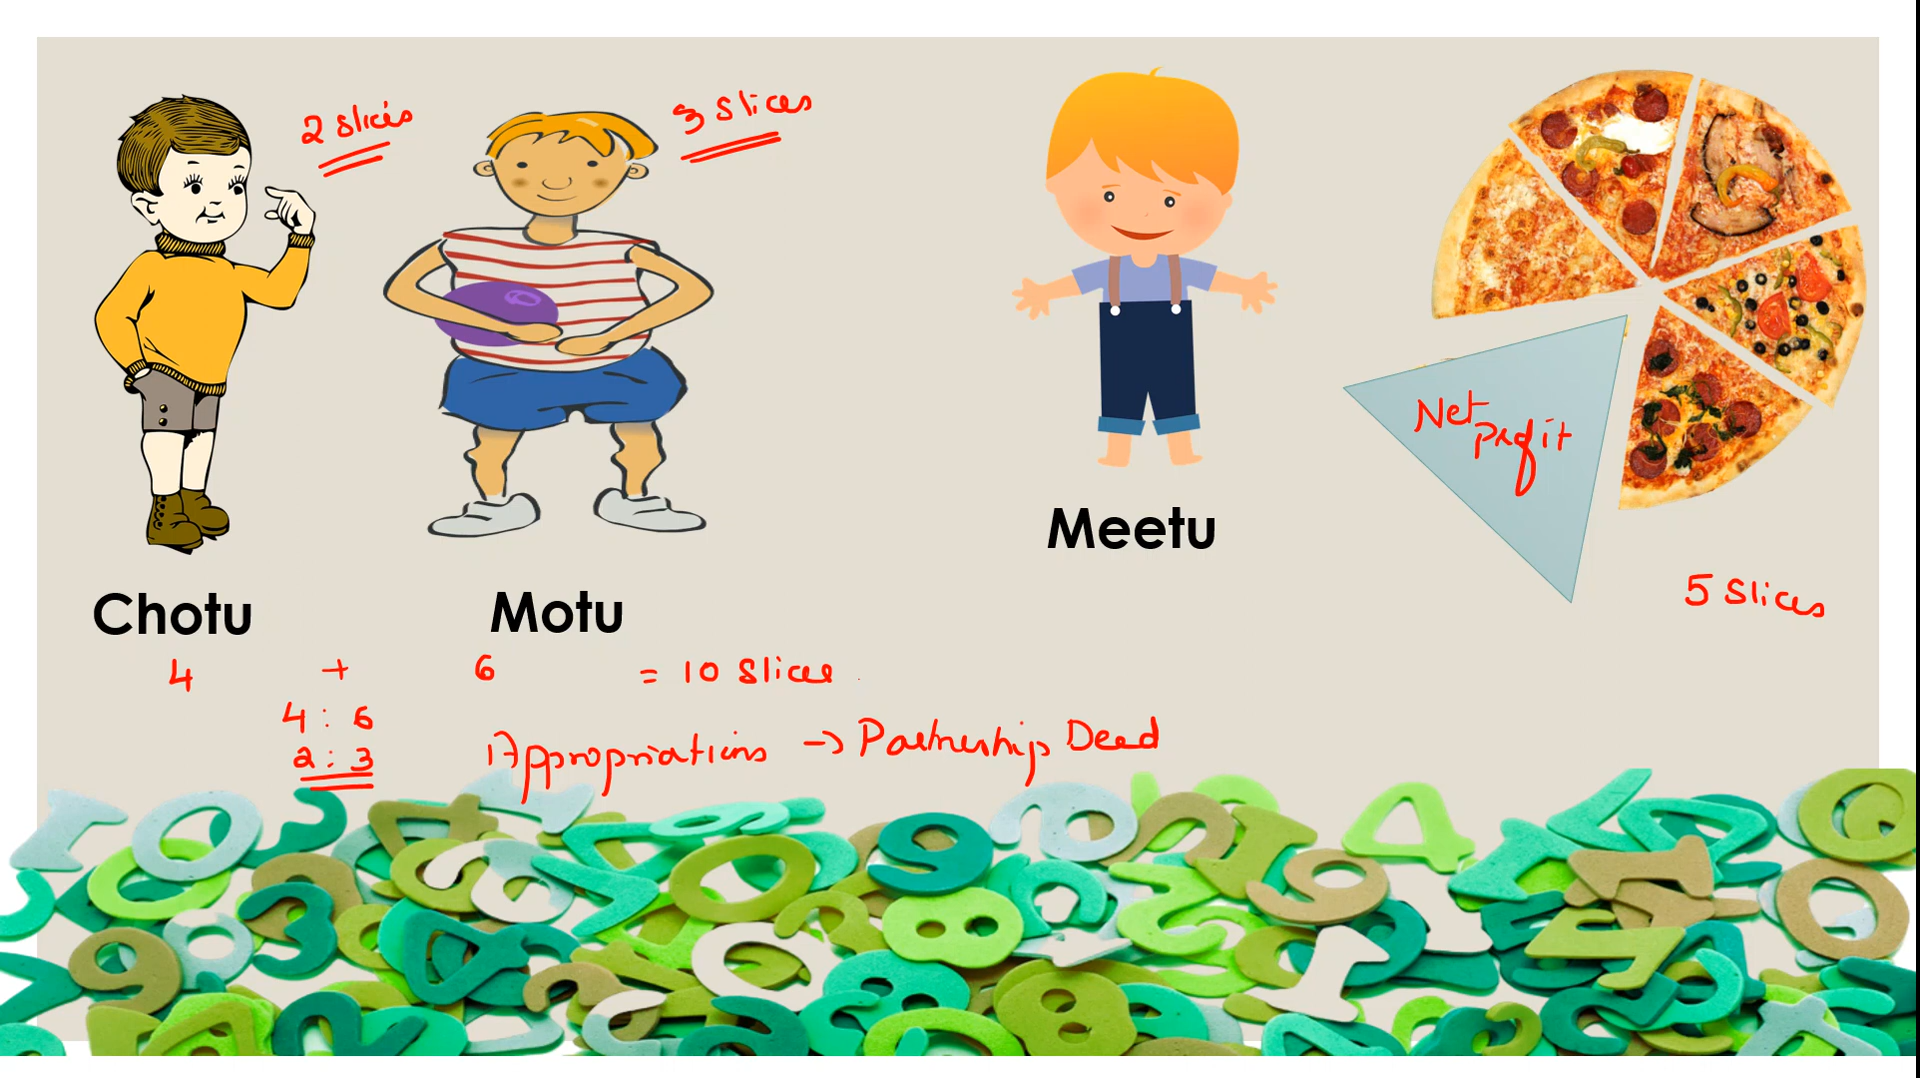 2 Slices
3 Slices
Net
Profit
Meetu
5 Slices
Chotu
Motu
4 + 6 = 10 Slices
4 : 6
2 : 3
1) Appropriations → Partnership Deed